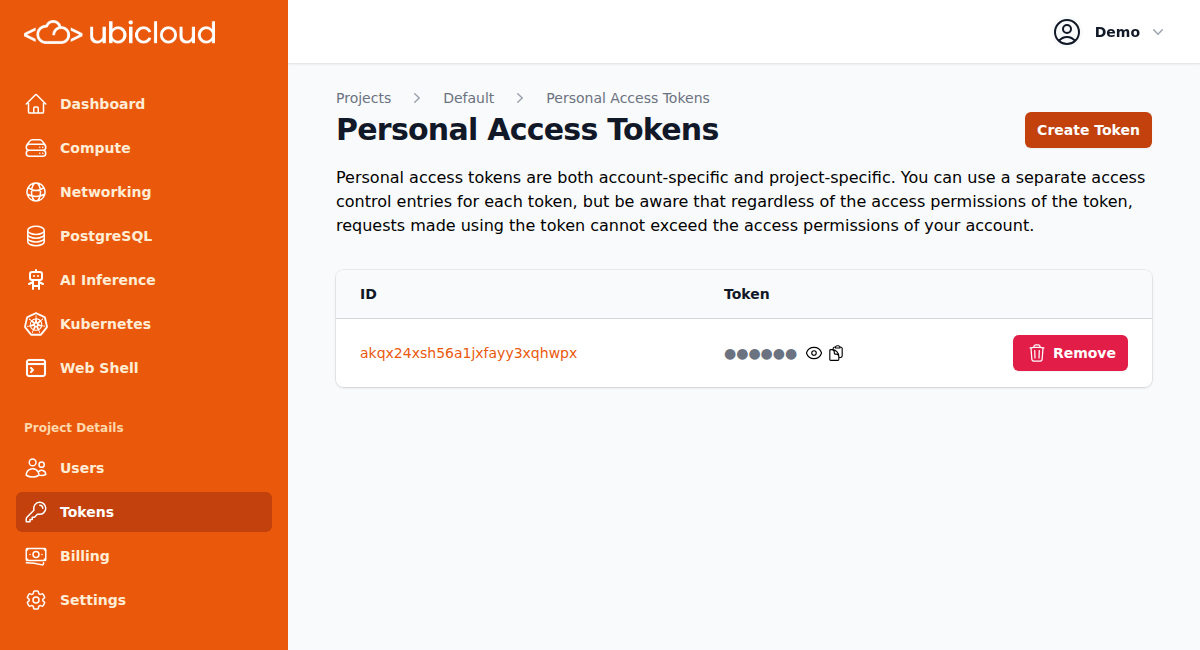 ubicloud
Demo
Dashboard
Compute
Networking
PostgreSQL
AI Inference
Kubernetes
Web Shell
Project Details
Users
Tokens
Billing
Settings
Projects > Default > Personal Access Tokens
Personal Access Tokens
Create Token
Personal access tokens are both account-specific and project-specific. You can use a separate access
control entries for each token, but be aware that regardless of the access permissions of the token,
requests made using the token cannot exceed the access permissions of your account.
ID Token
akqx24xsh56a1jxfayy3xqhwpx ●●●●●● Remove